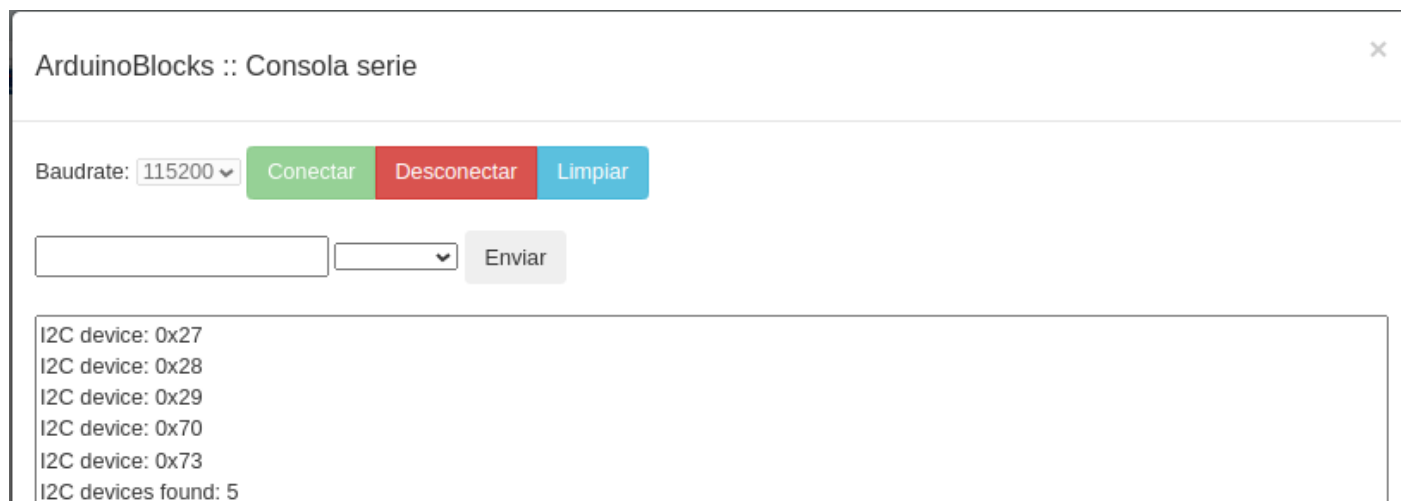 ArduinoBlocks :: Consola serie
×
Baudrate: 115200 Conectar Desconectar Limpiar
Enviar
I2C device: 0x27
I2C device: 0x28
I2C device: 0x29
I2C device: 0x70
I2C device: 0x73
I2C devices found: 5